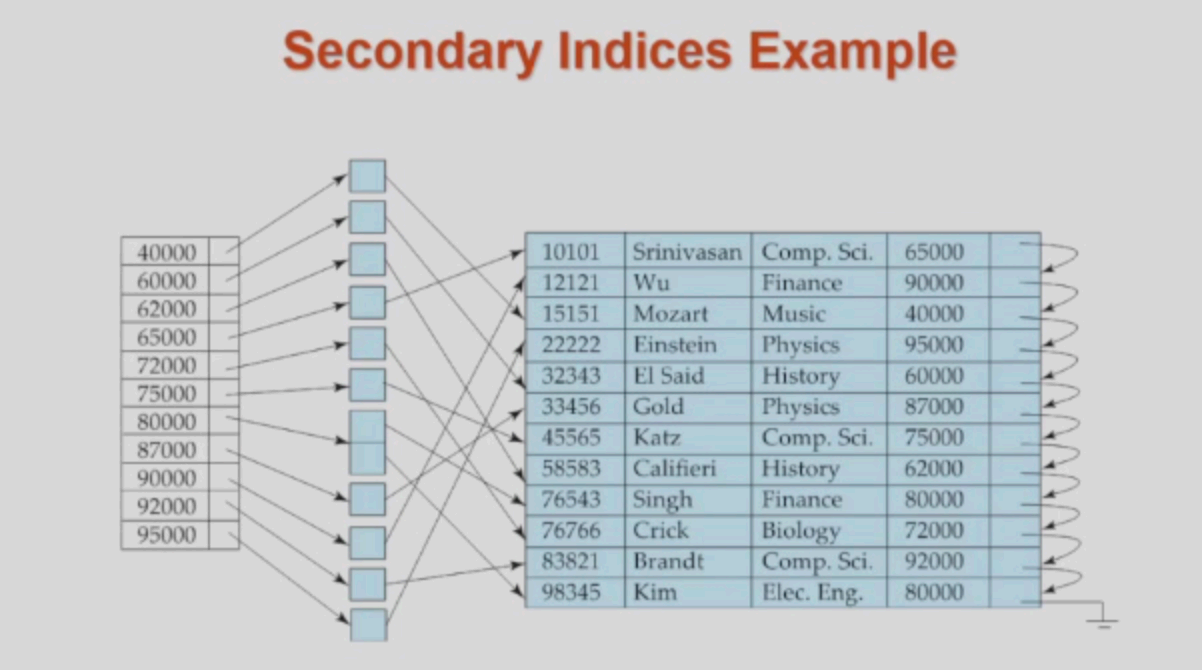 Secondary Indices Example
40000
60000
62000
65000
72000
75000
80000
87000
90000
92000
95000
10101 Srinivasan Comp. Sci. 65000
12121 Wu Finance 90000
15151 Mozart Music 40000
22222 Einstein Physics 95000
32343 El Said History 60000
33456 Gold Physics 87000
45565 Katz Comp. Sci. 75000
58583 Califieri History 62000
76543 Singh Finance 80000
76766 Crick Biology 72000
83821 Brandt Comp. Sci. 92000
98345 Kim Elec. Eng. 80000